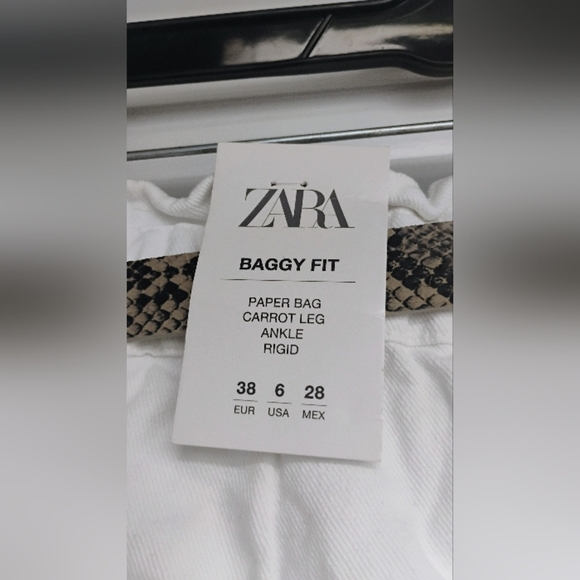 ZARA
BAGGY FIT
PAPER BAG
CARROT LEG
ANKLE
RIGID
38 6 28
EUR USA MEX